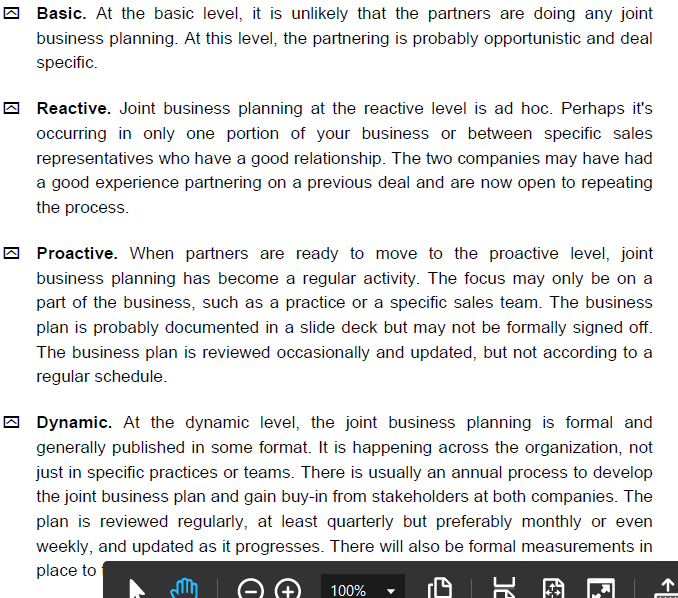 Basic. At the basic level, it is unlikely that the partners are doing any joint
business planning. At this level, the partnering is probably opportunistic and deal
specific.
Reactive. Joint business planning at the reactive level is ad hoc. Perhaps it's
occurring in only one portion of your business or between specific sales
representatives who have a good relationship. The two companies may have had
a good experience partnering on a previous deal and are now open to repeating
the process.
Proactive. When partners are ready to move to the proactive level, joint
business planning has become a regular activity. The focus may only be on a
part of the business, such as a practice or a specific sales team. The business
plan is probably documented in a slide deck but may not be formally signed off.
The business plan is reviewed occasionally and updated, but not according to a
regular schedule.
Dynamic. At the dynamic level, the joint business planning is formal and
generally published in some format. It is happening across the organization, not
just in specific practices or teams. There is usually an annual process to develop
the joint business plan and gain buy-in from stakeholders at both companies. The
plan is reviewed regularly, at least quarterly but preferably monthly or even
weekly, and updated as it progresses. There will also be formal measurements in
place to
100%